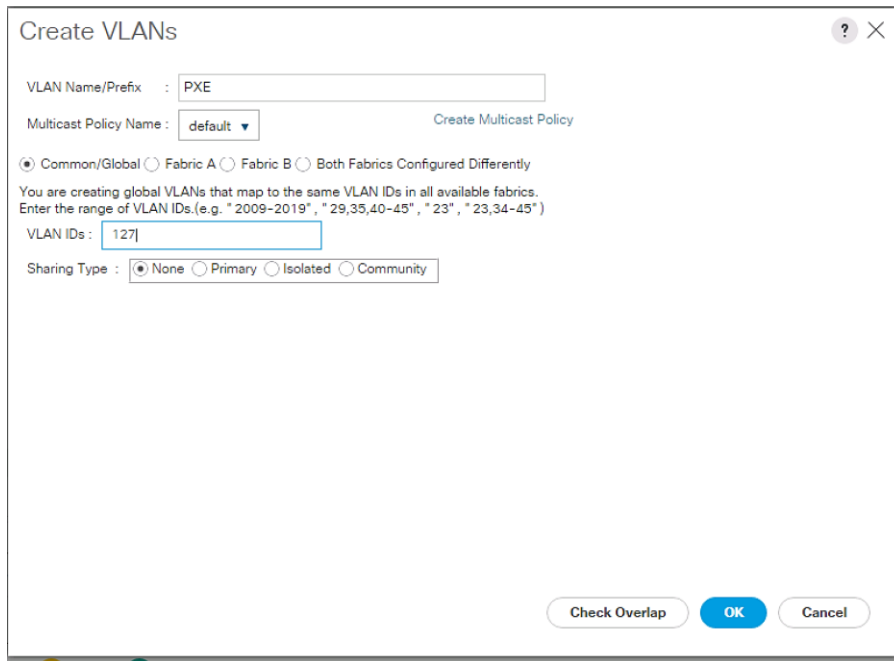 Create VLANs ?
VLAN Name/Prefix : PXE
Multicast Policy Name : default Create Multicast Policy
Common/Global Fabric A Fabric B Both Fabrics Configured Differently
You are creating global VLANs that map to the same VLAN IDs in all available fabrics.
Enter the range of VLAN IDs.(e.g. " 2009-2019" , " 29,35,40-45" , " 23" , " 23,34-45" )
VLAN IDs : 127
Sharing Type : None Primary Isolated Community
Check Overlap OK Cancel